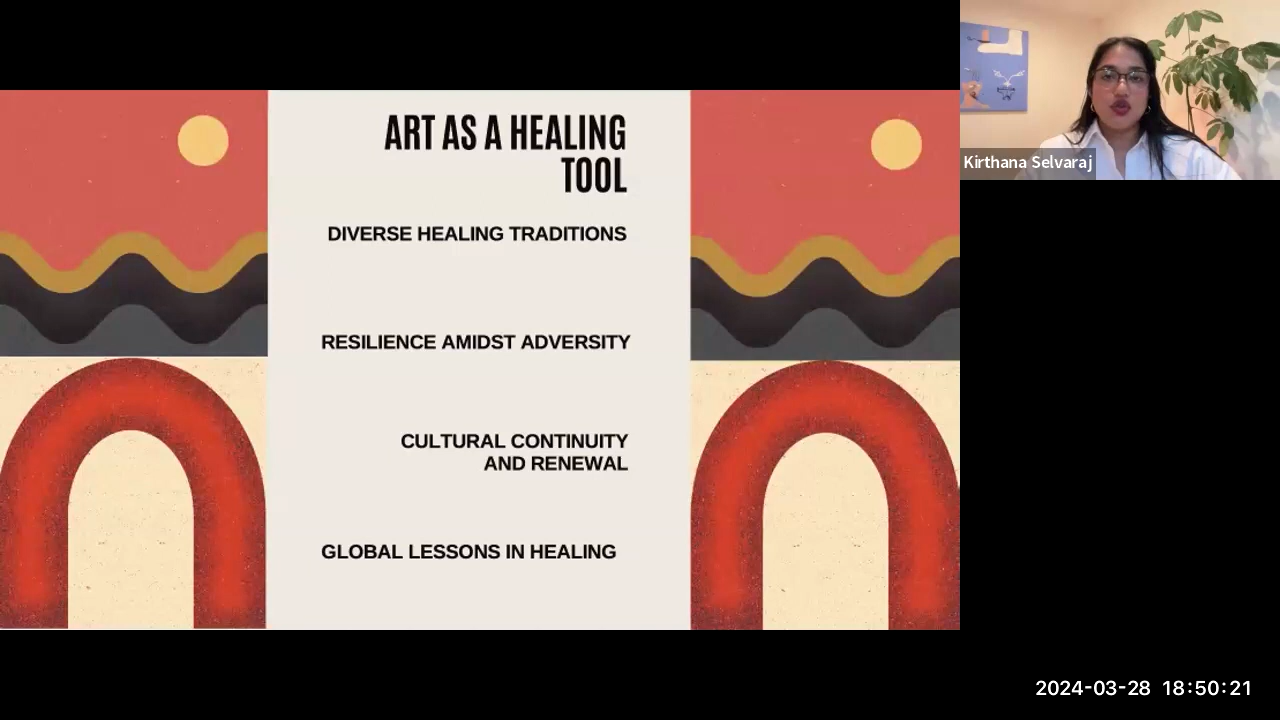 ART AS A HEALING
TOOL
DIVERSE HEALING TRADITIONS
RESILIENCE AMIDST ADVERSITY
CULTURAL CONTINUITY
AND RENEWAL
GLOBAL LESSONS IN HEALING
Kirthana Selvaraj
2024-03-28 18:50:21